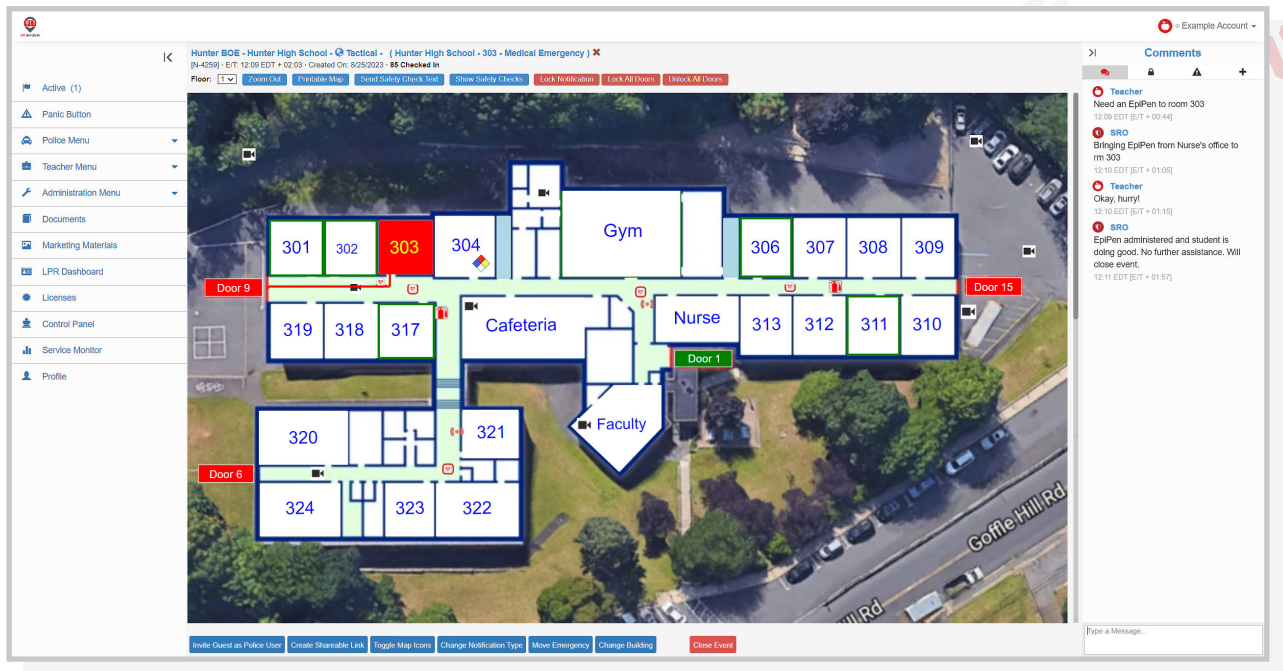 911 INFORM
Example Account
Hunter BOE - Hunter High School - Tactical - ( Hunter High School - 303 - Medical Emergency )
[N-4259] · E/T: 12:09 EDT + 02:03 · Created On: 8/25/2023 · 85 Checked In
Floor: 1 Zoom Out Printable Map Send Safety Check Text Show Safety Checks Lock Notification Lock All Doors Unlock All Doors
Active (1)
Panic Button
Police Menu
Teacher Menu
Administration Menu
Documents
Marketing Materials
LPR Dashboard
Licenses
Control Panel
Service Monitor
Profile
301 302 303 304 Gym 306 307 308 309
Door 9
Door 15
319 318 317 Cafeteria Nurse 313 312 311 310
Door 1
320 321 Faculty
Door 6
324 323 322
Goffle Hill Rd
ll Rd
Invite Guest as Police User Create Shareable Link Toggle Map Icons Change Notification Type Move Emergency Change Building Close Event
Comments
Teacher
Need an EpiPen to room 303
12:09 EDT [E/T + 00:44]
SRO
Bringing EpiPen from Nurse's office to
rm 303
12:10 EDT [E/T + 01:05]
Teacher
Okay, hurry!
12:10 EDT [E/T + 01:15]
SRO
EpiPen administered and student is
doing good. No further assistance. Will
close event.
12:11 EDT [E/T + 01:57]
Type a Message...